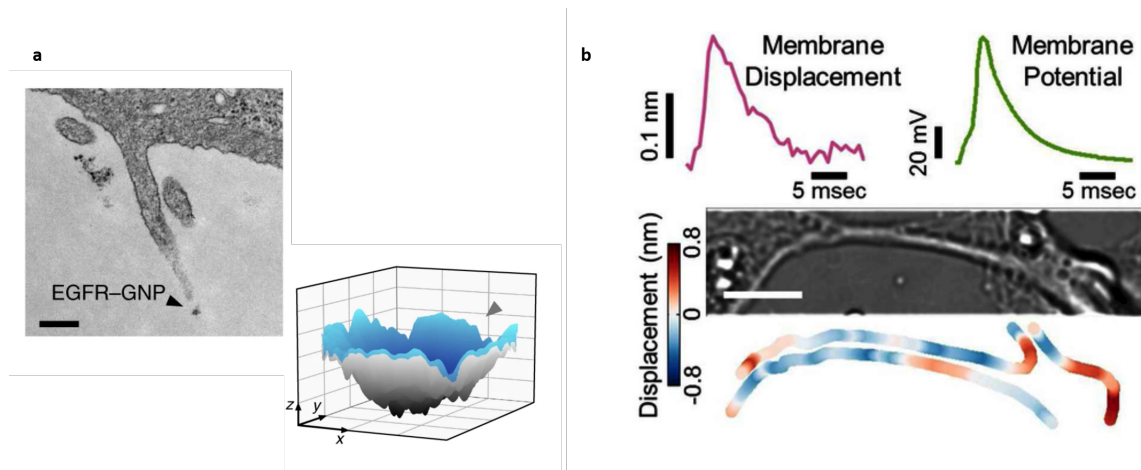 a
EGFR–GNP
z
y
x
b
Membrane
Displacement
0.1 nm
5 msec
Membrane
Potential
20 mV
5 msec
Displacement (nm)
0.8
0
-0.8